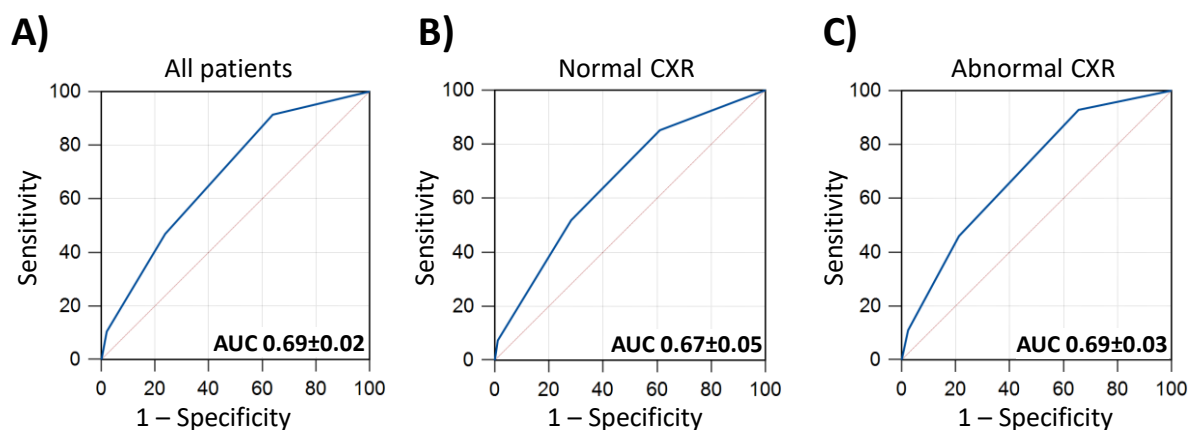 A)
All patients
Sensitivity
100
80
60
40
20
0
0 20 40 60 80 100
1 – Specificity
AUC 0.69±0.02
B)
Normal CXR
Sensitivity
100
80
60
40
20
0
0 20 40 60 80 100
1 – Specificity
AUC 0.67±0.05
C)
Abnormal CXR
Sensitivity
100
80
60
40
20
0
0 20 40 60 80 100
1 – Specificity
AUC 0.69±0.03